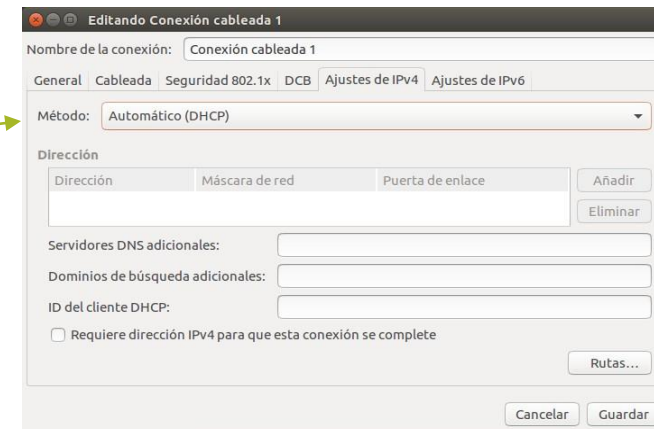 Editando Conexión cableada 1
Nombre de la conexión: Conexión cableada 1
General Cableada Seguridad 802.1x DCB Ajustes de IPv4 Ajustes de IPv6
Método: Automático (DHCP)
Dirección
Dirección Máscara de red Puerta de enlace Añadir
Eliminar
Servidores DNS adicionales:
Dominios de búsqueda adicionales:
ID del cliente DHCP:
Requiere dirección IPv4 para que esta conexión se complete
Rutas...
Cancelar Guardar